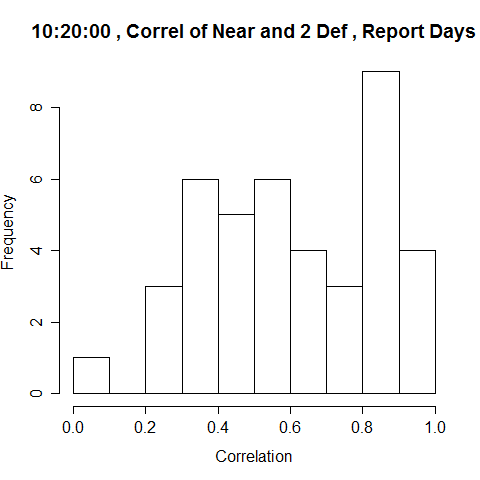 10:20:00 , Correl of Near and 2 Def , Report Days
Frequency
8
6
4
2
0
0.0 0.2 0.4 0.6 0.8 1.0
Correlation